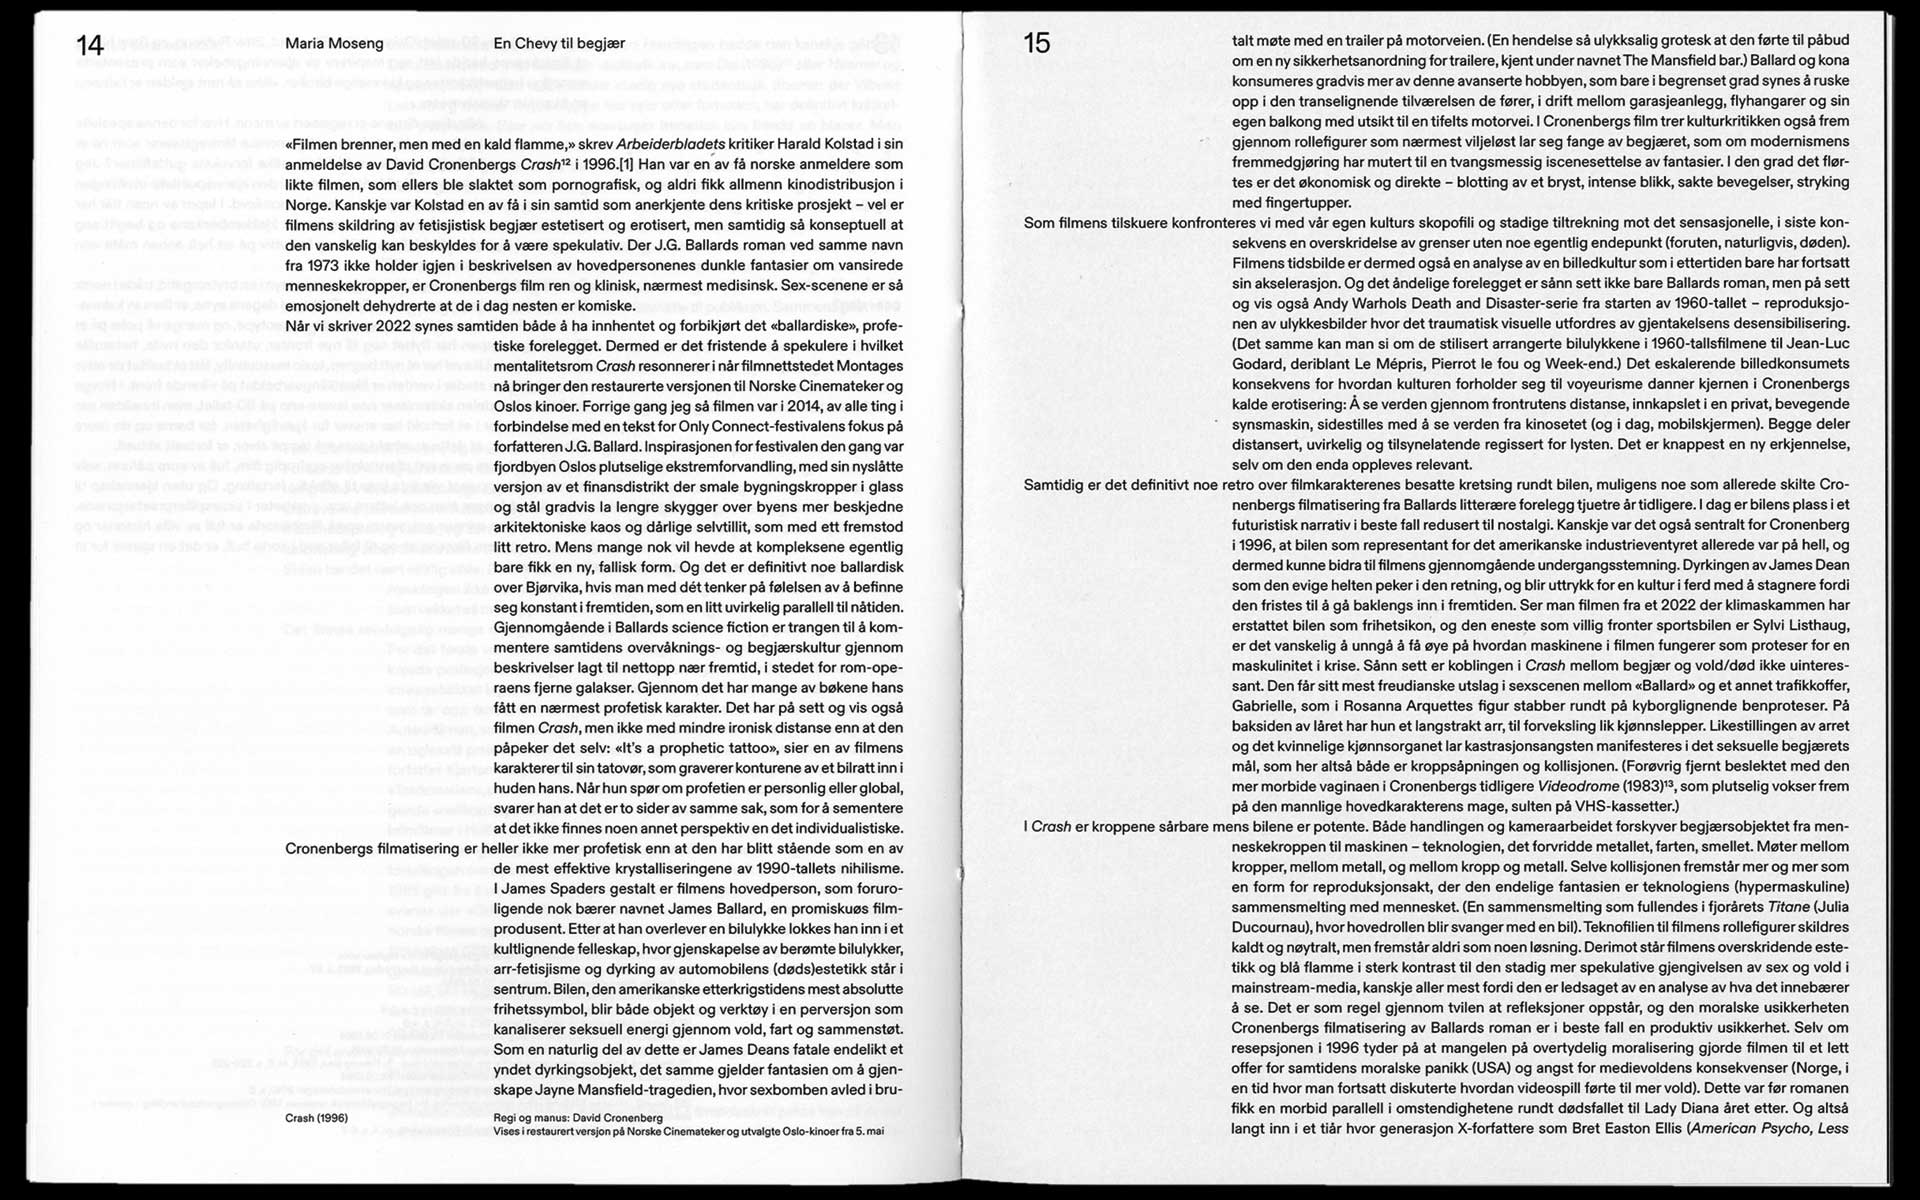 14
Maria Moseng
En Chevy til begjær
«Filmen brenner, men med en kald flamme,» skrev Arbeiderbladets kritiker Harald Kolstad i sin
anmeldelse av David Cronenbergs Crash¹² i 1996.[1] Han var en av få norske anmeldere som
likte filmen, som ellers ble slaktet som pornografisk, og aldri fikk allmenn kinodistribusjon i
Norge. Kanskje var Kolstad en av få i sin samtid som anerkjente dens kritiske prosjekt – vel er
filmens skildring av fetisjistisk begjær estetisert og erotisert, men samtidig så konseptuell at
den vanskelig kan beskyldes for å være spekulativ. Der J.G. Ballards roman ved samme navn
fra 1973 ikke holder igjen i beskrivelsen av hovedpersonenes dunkle fantasier om vansirede
menneskekropper, er Cronenbergs film ren og klinisk, nærmest medisinsk. Sex-scenene er så
emosjonelt dehydrerte at de i dag nesten er komiske.
Når vi skriver 2022 synes samtiden både å ha innhentet og forbikjørt det «ballardiske», profe-
tiske forelegget. Dermed er det fristende å spekulere i hvilket
mentalitetsrom Crash resonnerer i når filmnettstedet Montages
nå bringer den restaurerte versjonen til Norske Cinemateker og
Oslos kinoer. Forrige gang jeg så filmen var i 2014, av alle ting i
forbindelse med en tekst for Only Connect-festivalens fokus på
forfatteren J.G. Ballard. Inspirasjonen for festivalen den gang var
fjordbyen Oslos plutselige ekstremforvandling, med sin nyslåtte
versjon av et finansdistrikt der smale bygningskropper i glass
og stål gradvis la lengre skygger over byens mer beskjedne
arkitektoniske kaos og dårlige selvtillit, som med ett fremstod
litt retro. Mens mange nok vil hevde at kompleksene egentlig
bare fikk en ny, fallisk form. Og det er definitivt noe ballardisk
over Bjørvika, hvis man med dét tenker på følelsen av å befinne
seg konstant i fremtiden, som en litt uvirkelig parallell til nåtiden.
Gjennomgående i Ballards science fiction er trangen til å kom-
mentere samtidens overvåknings- og begjærskultur gjennom
beskrivelser lagt til nettopp nær fremtid, i stedet for rom-ope-
raens fjerne galakser. Gjennom det har mange av bøkene hans
fått en nærmest profetisk karakter. Det har på sett og vis også
filmen Crash, men ikke med mindre ironisk distanse enn at den
påpeker det selv: «It's a prophetic tattoo», sier en av filmens
karakterer til sin tatovør, som graverer konturene av et bilratt inn i
huden hans. Når hun spør om profetien er personlig eller global,
svarer han at det er to sider av samme sak, som for å sementere
at det ikke finnes noen annet perspektiv en det individualistiske.
Cronenbergs filmatisering er heller ikke mer profetisk enn at den har blitt stående som en av
de mest effektive krystalliseringene av 1990-tallets nihilisme.
I James Spaders gestalt er filmens hovedperson, som foruro-
ligende nok bærer navnet James Ballard, en promiskuøs film-
produsent. Etter at han overlever en bilulykke lokkes han inn i et
kultlignende felleskap, hvor gjenskapelse av berømte bilulykker,
arr-fetisjisme og dyrking av automobilens (døds)estetikk står i
sentrum. Bilen, den amerikanske etterkrigstidens mest absolutte
frihetssymbol, blir både objekt og verktøy i en perversjon som
kanaliserer seksuell energi gjennom vold, fart og sammenstøt.
Som en naturlig del av dette er James Deans fatale endelikt et
yndet dyrkingsobjekt, det samme gjelder fantasien om å gjen-
skape Jayne Mansfield-tragedien, hvor sexbomben avled i bru-
Crash (1996)
Regi og manus: David Cronenberg
Vises i restaurert versjon på Norske Cinemateker og utvalgte Oslo-kinoer fra 5. mai
15
talt møte med en trailer på motorveien. (En hendelse så ulykksalig grotesk at den førte til påbud
om en ny sikkerhetsanordning for trailere, kjent under navnet The Mansfield bar.) Ballard og kona
konsumeres gradvis mer av denne avanserte hobbyen, som bare i begrenset grad synes å ruske
opp i den transelignende tilværelsen de fører, i drift mellom garasjeanlegg, flyhangarer og sin
egen balkong med utsikt til en tifelts motorvei. I Cronenbergs film trer kulturkritikken også frem
gjennom rollefigurer som nærmest viljeløst lar seg fange av begjæret, som om modernismens
fremmedgjøring har mutert til en tvangsmessig iscenesettelse av fantasier. I den grad det flør-
tes er det økonomisk og direkte – blotting av et bryst, intense blikk, sakte bevegelser, stryking
med fingertupper.
Som filmens tilskuere konfronteres vi med vår egen kulturs skopofili og stadige tiltrekning mot det sensasjonelle, i siste kon-
sekvens en overskridelse av grenser uten noe egentlig endepunkt (foruten, naturligvis, døden).
Filmens tidsbilde er dermed også en analyse av en billedkultur som i ettertiden bare har fortsatt
sin akselerasjon. Og det åndelige forelegget er sånn sett ikke bare Ballards roman, men på sett
og vis også Andy Warhols Death and Disaster-serie fra starten av 1960-tallet – reproduksjo-
nen av ulykkesbilder hvor det traumatisk visuelle utfordres av gjentakelsens desensibilisering.
(Det samme kan man si om de stilisert arrangerte bilulykkene i 1960-tallsfilmene til Jean-Luc
Godard, deriblant Le Mépris, Pierrot le fou og Week-end.) Det eskalerende billedkonsumets
konsekvens for hvordan kulturen forholder seg til voyeurisme danner kjernen i Cronenbergs
kalde erotisering: Å se verden gjennom frontrutens distanse, innkapslet i en privat, bevegende
synsmaskin, sidestilles med å se verden fra kinosetet (og i dag, mobilskjermen). Begge deler
distansert, uvirkelig og tilsynelatende regissert for lysten. Det er knappest en ny erkjennelse,
selv om den enda oppleves relevant.
Samtidig er det definitivt noe retro over filmkarakterenes besatte kretsing rundt bilen, muligens noe som allerede skilte Cro-
nenbergs filmatisering fra Ballards litterære forelegg tjuetre år tidligere. I dag er bilens plass i et
futuristisk narrativ i beste fall redusert til nostalgi. Kanskje var det også sentralt for Cronenberg
i 1996, at bilen som representant for det amerikanske industrieventyret allerede var på hell, og
dermed kunne bidra til filmens gjennomgående undergangsstemning. Dyrkingen av James Dean
som den evige helten peker i den retning, og blir uttrykk for en kultur i ferd med å stagnere fordi
den fristes til å gå baklengs inn i fremtiden. Ser man filmen fra et 2022 der klimaskammen har
erstattet bilen som frihetsikon, og den eneste som villig fronter sportsbilen er Sylvi Listhaug,
er det vanskelig å unngå å få øye på hvordan maskinene i filmen fungerer som proteser for en
maskulinitet i krise. Sånn sett er koblingen i Crash mellom begjær og vold/død ikke uinteres-
sant. Den får sitt mest freudianske utslag i sexscenen mellom «Ballard» og et annet trafikkoffer,
Gabrielle, som i Rosanna Arquettes figur stabber rundt på kyborglignende benproteser. På
baksiden av låret har hun et langstrakt arr, til forveksling lik kjønnslepper. Likestillingen av arret
og det kvinnelige kjønnsorganet lar kastrasjonsangsten manifesteres i det seksuelle begjærets
mål, som her altså både er kroppsåpningen og kollisjonen. (Forøvrig fjernt beslektet med den
mer morbide vaginaen i Cronenbergs tidligere Videodrome (1983)¹³, som plutselig vokser frem
på den mannlige hovedkarakterens mage, sulten på VHS-kassetter.)
I Crash er kroppene sårbare mens bilene er potente. Både handlingen og kameraarbeidet forskyver begjærsobjektet fra men-
neskekroppen til maskinen – teknologien, det forvridde metallet, farten, smellet. Møter mellom
kropper, mellom metall, og mellom kropp og metall. Selve kollisjonen fremstår mer og mer som
en form for reproduksjonsakt, der den endelige fantasien er teknologiens (hypermaskuline)
sammensmelting med mennesket. (En sammensmelting som fullendes i fjorårets Titane (Julia
Ducournau), hvor hovedrollen blir svanger med en bil). Teknofilien til filmens rollefigurer skildres
kaldt og nøytralt, men fremstår aldri som noen løsning. Derimot står filmens overskridende este-
tikk og blå flamme i sterk kontrast til den stadig mer spekulative gjengivelsen av sex og vold i
mainstream-media, kanskje aller mest fordi den er ledsaget av en analyse av hva det innebærer
å se. Det er som regel gjennom tvilen at refleksjoner oppstår, og den moralske usikkerheten
Cronenbergs filmatisering av Ballards roman er i beste fall en produktiv usikkerhet. Selv om
resepsjonen i 1996 tyder på at mangelen på overtydelig moralisering gjorde filmen til et lett
offer for samtidens moralske panikk (USA) og angst for medievoldens konsekvenser (Norge, i
en tid hvor man fortsatt diskuterte hvordan videospill førte til mer vold). Dette var før romanen
fikk en morbid parallell i omstendighetene rundt dødsfallet til Lady Diana året etter. Og altså
langt inn i et tiår hvor generasjon X-forfattere som Bret Easton Ellis (American Psycho, Less